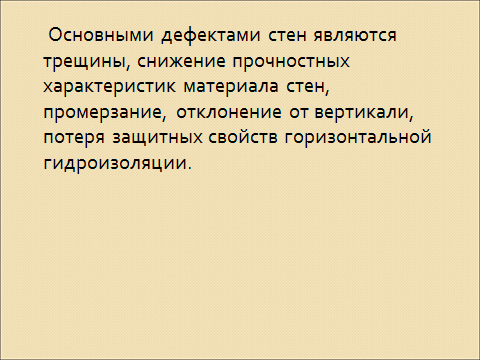 Основными дефектами стен являются
трещины, снижение прочностных
характеристик материала стен,
промерзание, отклонение от вертикали,
потеря защитных свойств горизонтальной
гидроизоляции.